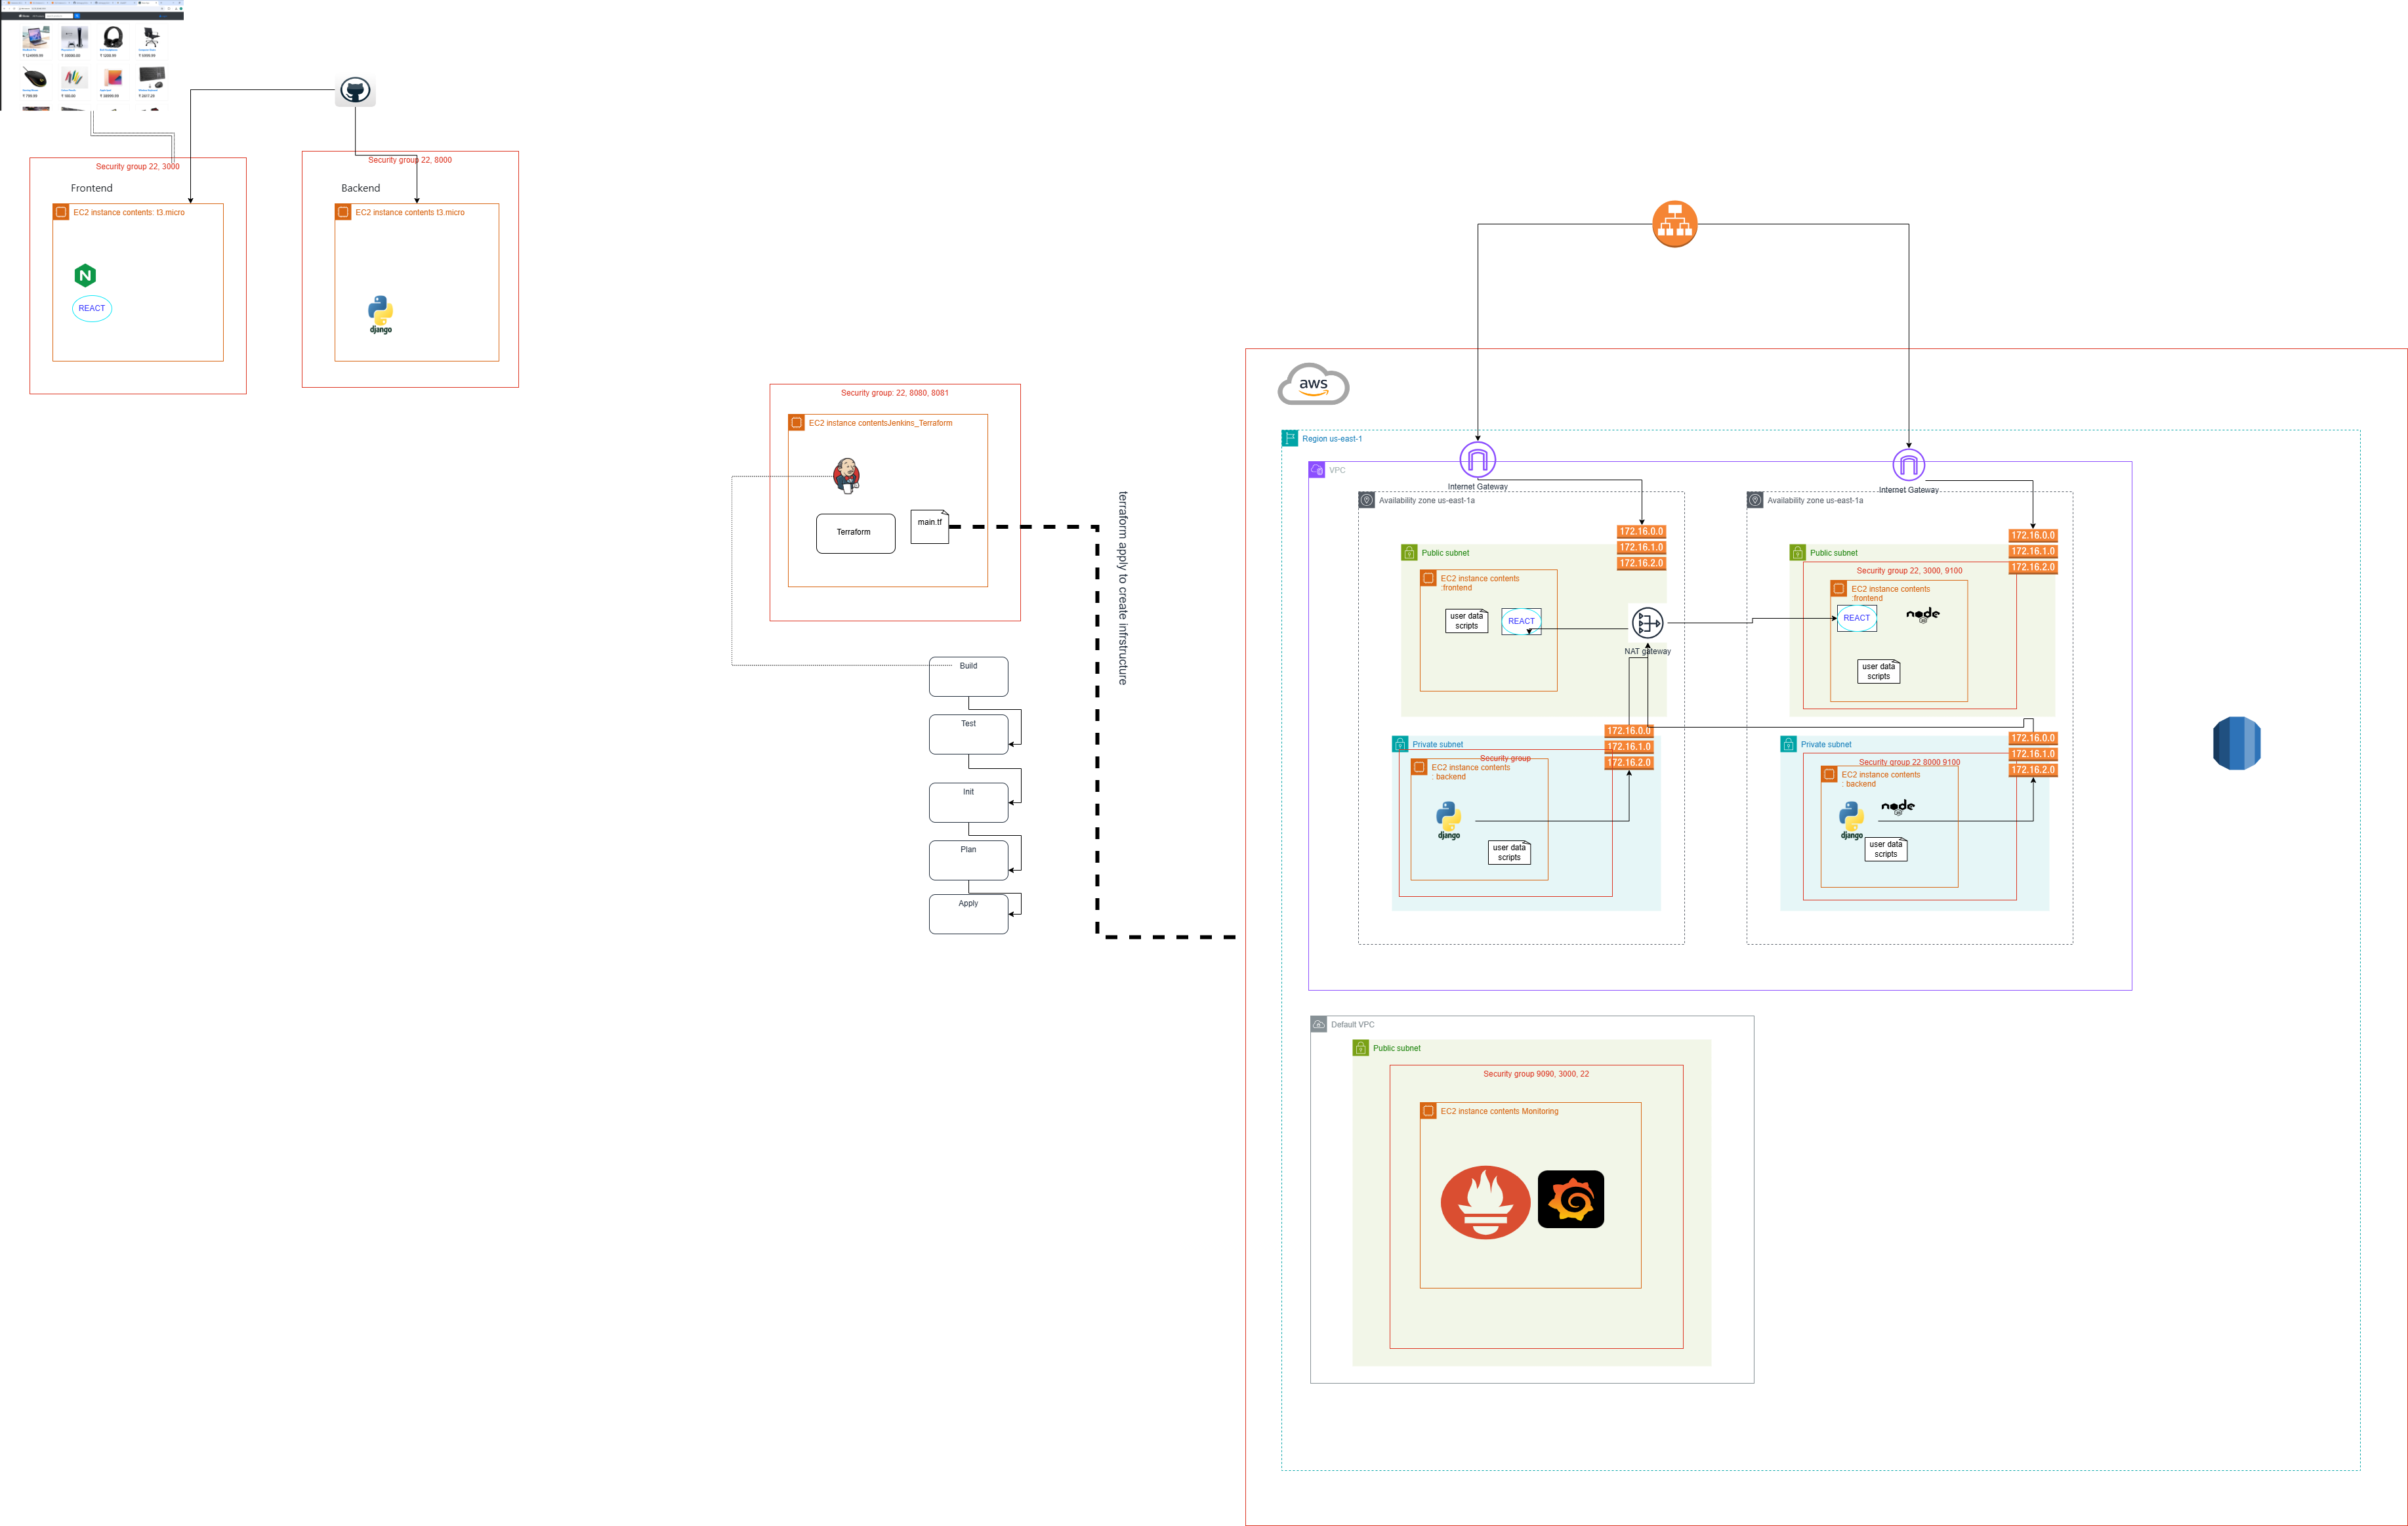 ₹ 124999.99
₹ 1299.99
₹ 5999.99
₹ 799.99
Security group 22, 3000
Frontend
EC2 instance contents: t3.micro
N
REACT
Security group 22, 8000
Backend
EC2 instance contents t3.micro
django
Security group: 22, 8080, 8081
EC2 instance contentsJenkins_Terraform
Terraform
main.tf
Build
Test
Init
Plan
Apply
terraform apply to create infrstructure
aws
Region us-east-1
VPC
Internet Gateway
Internet Gateway
Availability zone us-east-1a
172.16.0.0
172.16.1.0
172.16.2.0
Public subnet
EC2 instance contents
:frontend
user data
scripts
REACT
NAT gateway
172.16.0.0
172.16.1.0
172.16.2.0
Private subnet
Security group
EC2 instance contents
: backend
django
user data
scripts
Availability zone us-east-1a
172.16.0.0
172.16.1.0
172.16.2.0
Public subnet
Security group 22, 3000, 9100
EC2 instance contents
:frontend
REACT
node
user data
scripts
172.16.0.0
172.16.1.0
172.16.2.0
Private subnet
Security group 22 8000 9100
EC2 instance contents
: backend
django
node
user data
scripts
Default VPC
Public subnet
Security group 9090, 3000, 22
EC2 instance contents Monitoring